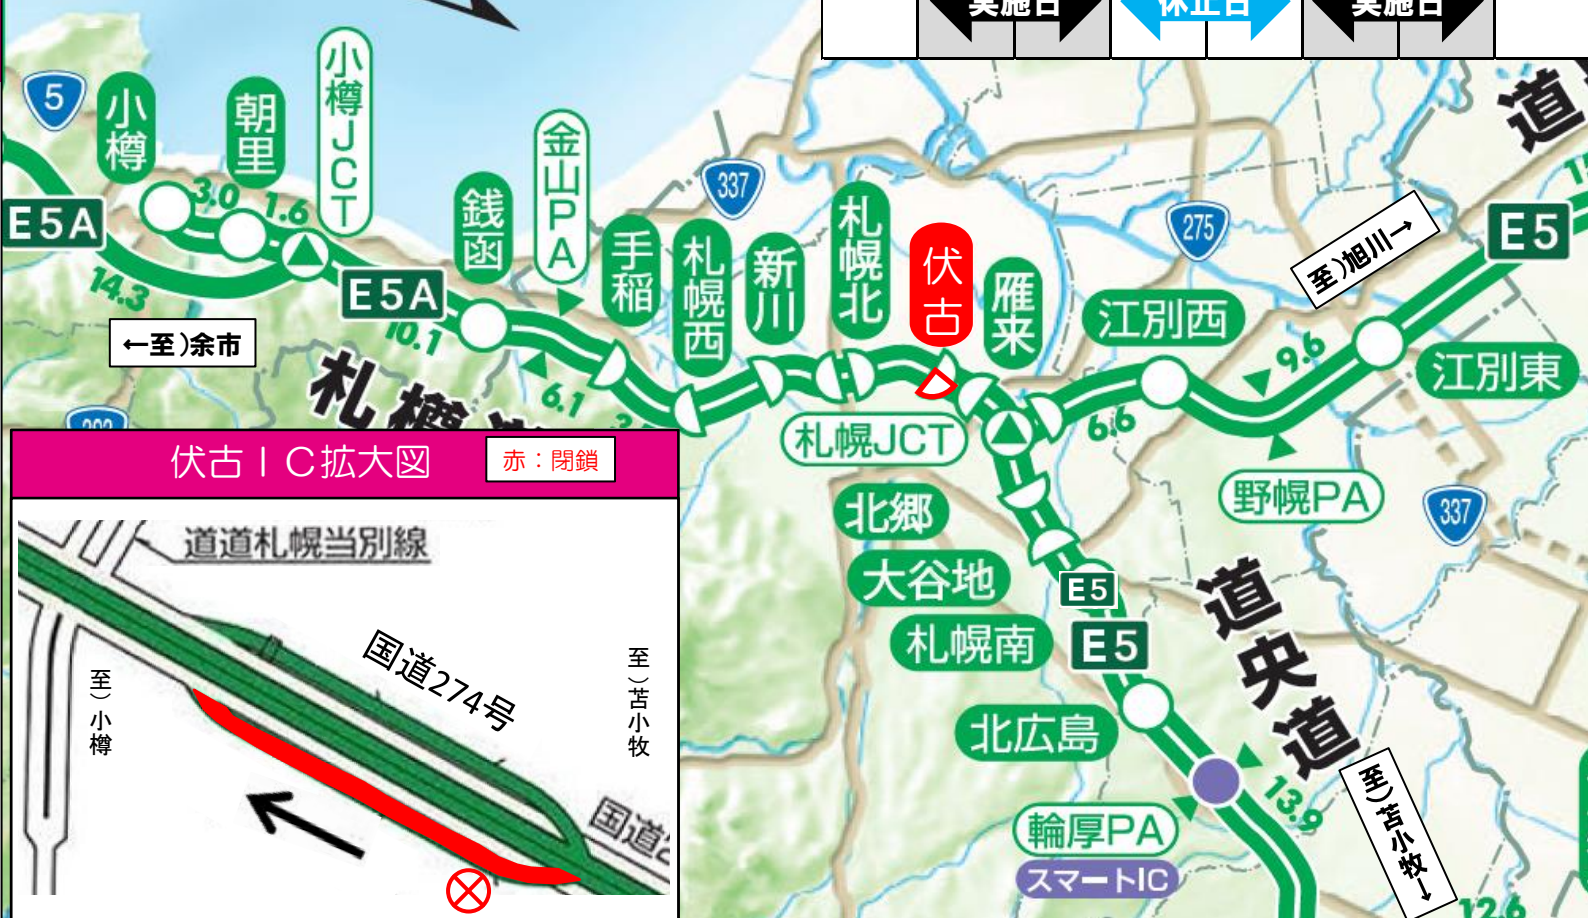 実施日
休止日
実施日
5
小樽
朝里
小樽JCT
3.0
1.6
E5A
14.3
E5A
10.1
←至)余市
銭函
金山PA
手稲
札幌西
新川
札幌北
伏古
雁来
337
275
江別西
至)旭川→
E5
9.6
江別東
6.1
6.6
札幌JCT
野幌PA
337
北郷
大谷地
札幌南
E5
E5
北広島
道央道
輪厚PA
スマートIC
13.9
至)苫小牧→
12.6
伏古IC拡大図
赤：閉鎖
道道札幌当別線
国道274号
至)小樽
至)苫小牧
国道2
道
札樽